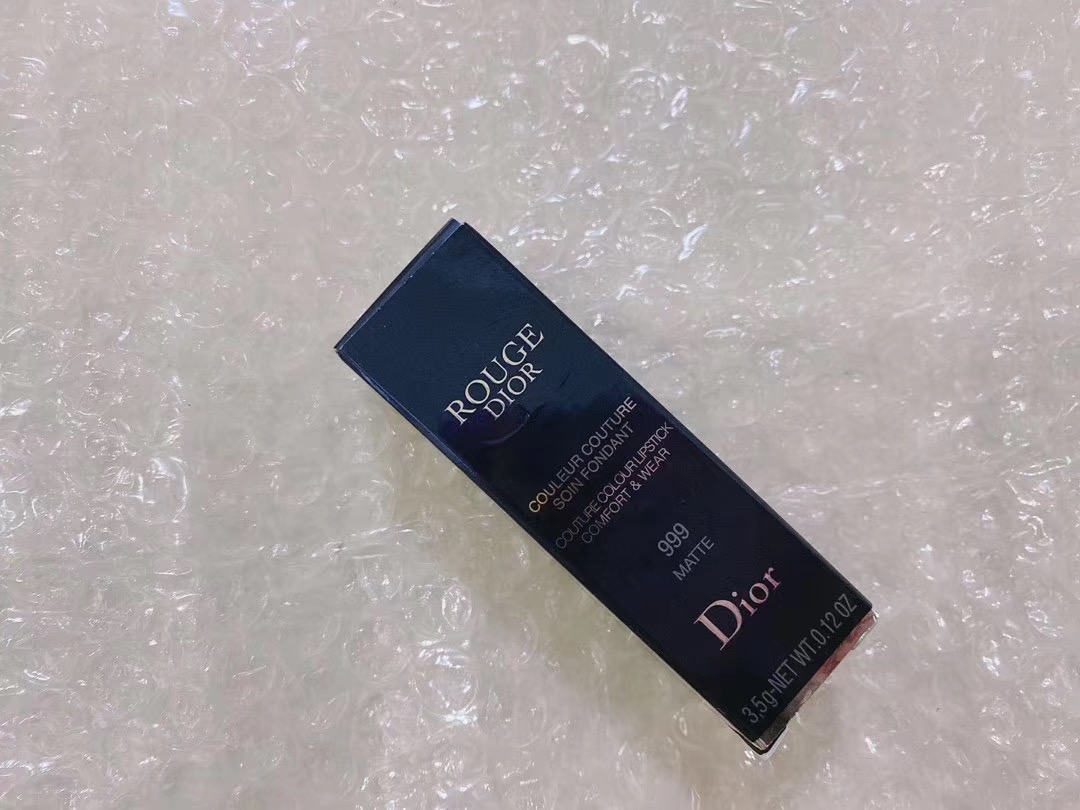 ROUGE
DIOR
COULEUR COUTURE
SOIN FONDANT
COUTURE COLOUR LIPSTICK
COMFORT & WEAR
999
MATTE
Dior
3,5g-NET WT.0.12 OZ